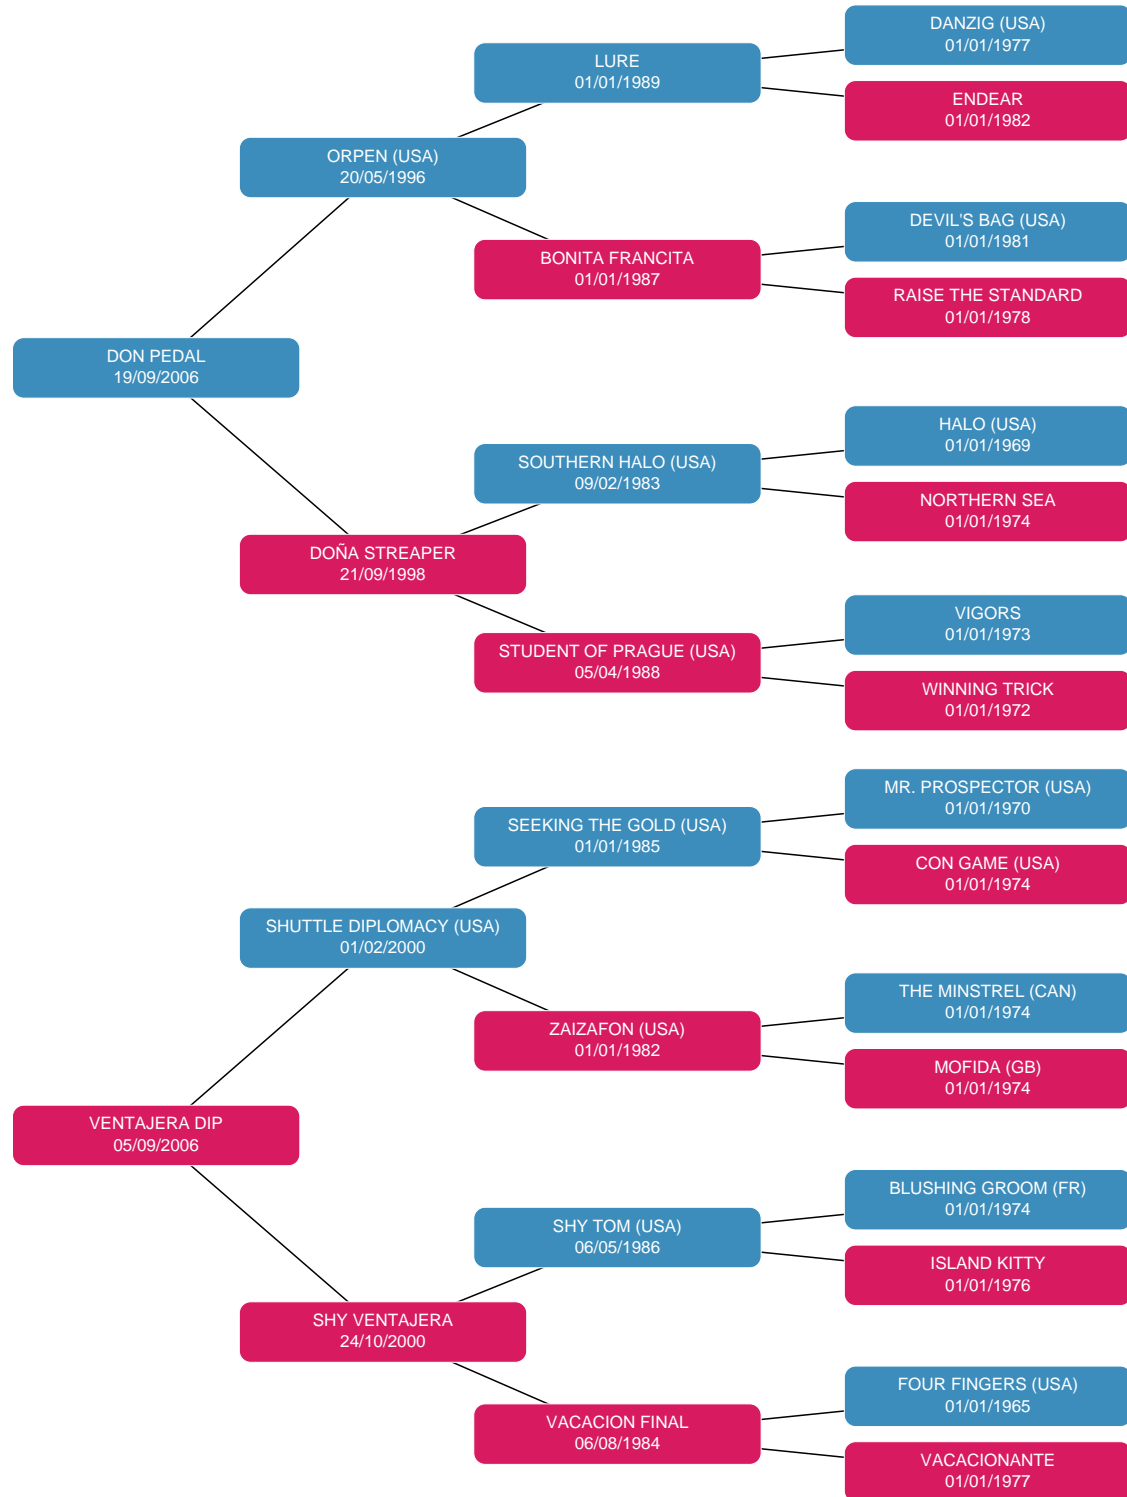 DANZIG (USA)
01/01/1977
LURE
01/01/1989
ENDEAR
01/01/1982
ORPEN (USA)
20/05/1996
DEVIL'S BAG (USA)
01/01/1981
BONITA FRANCITA
01/01/1987
RAISE THE STANDARD
01/01/1978
DON PEDAL
19/09/2006
HALO (USA)
01/01/1969
SOUTHERN HALO (USA)
09/02/1983
NORTHERN SEA
01/01/1974
DOÑA STREAPER
21/09/1998
VIGORS
01/01/1973
STUDENT OF PRAGUE (USA)
05/04/1988
WINNING TRICK
01/01/1972
MR. PROSPECTOR (USA)
01/01/1970
SEEKING THE GOLD (USA)
01/01/1985
CON GAME (USA)
01/01/1974
SHUTTLE DIPLOMACY (USA)
01/02/2000
THE MINSTREL (CAN)
01/01/1974
ZAIZAFON (USA)
01/01/1982
MOFIDA (GB)
01/01/1974
VENTAJERA DIP
05/09/2006
BLUSHING GROOM (FR)
01/01/1974
SHY TOM (USA)
06/05/1986
ISLAND KITTY
01/01/1976
SHY VENTAJERA
24/10/2000
FOUR FINGERS (USA)
01/01/1965
VACACION FINAL
06/08/1984
VACACIONANTE
01/01/1977